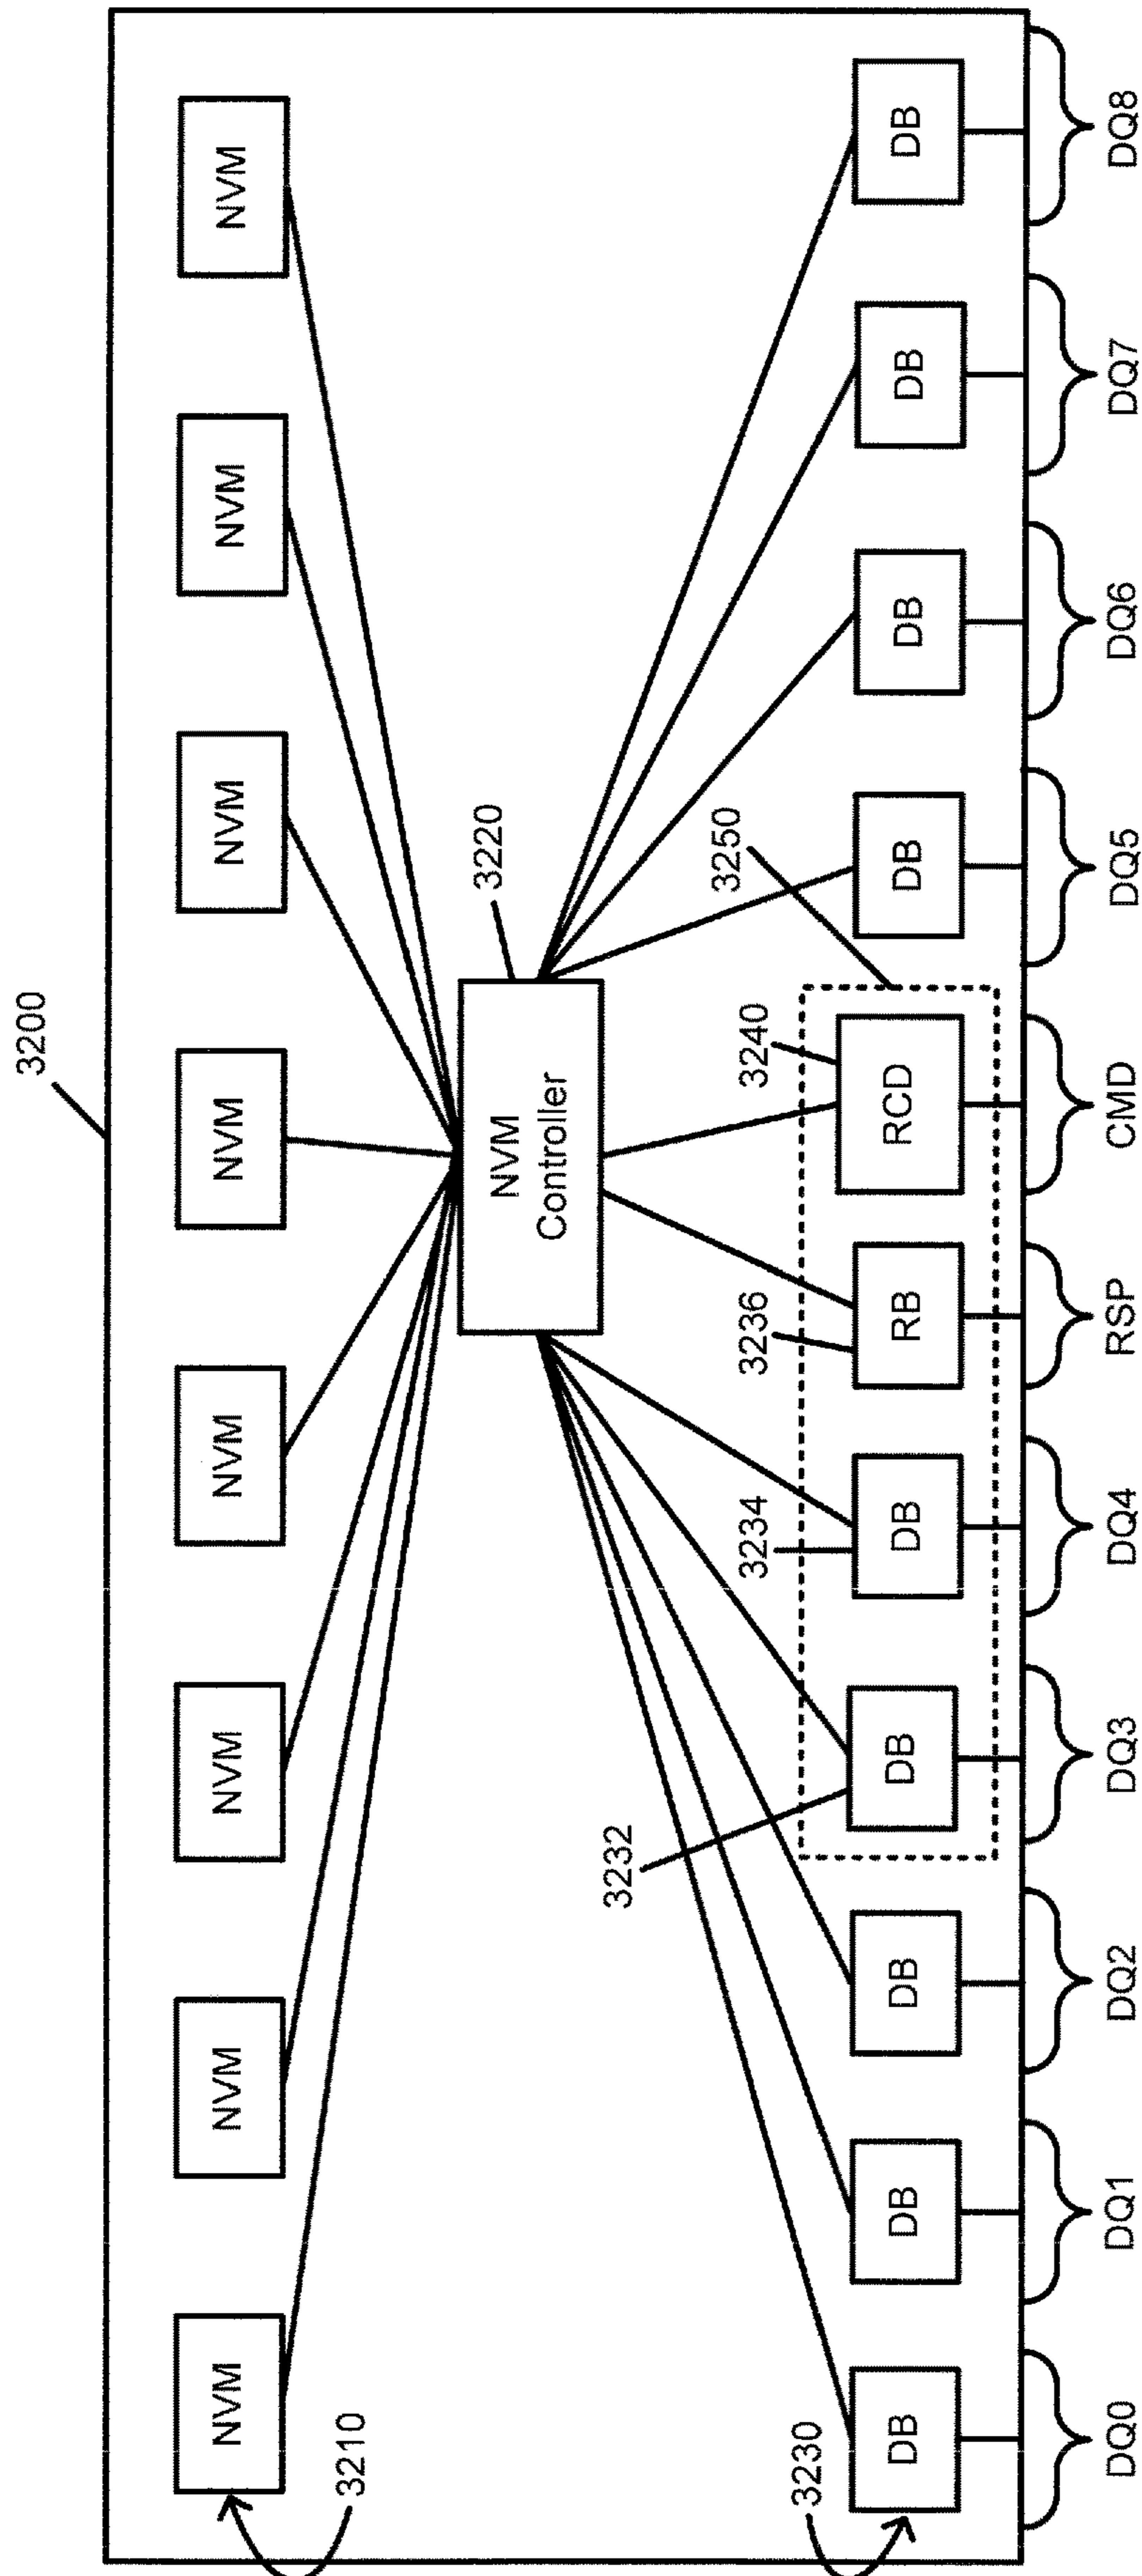 3200
NVM NVM NVM NVM NVM NVM NVM NVM
3210
3220
NVM
Controller
3232
3230
3234
3236
3240
3250
DB DB DB DB DB RB RCD DB DB DB DB
DQ0 DQ1 DQ2 DQ3 DQ4 RSP CMD DQ5 DQ6 DQ7 DQ8